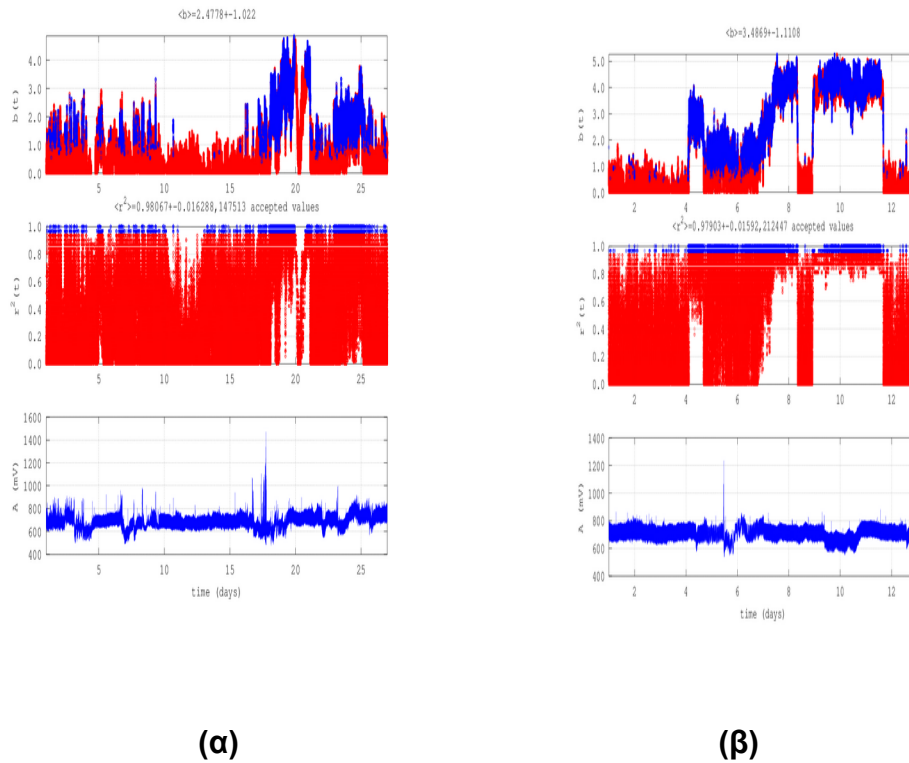 <b>=2.4778+-1.022
b(t)
4.0
3.0
2.0
1.0
0.0
5 10 15 20 25
<r^2>=0.98067+-0.016288,147513 accepted values
r^2(t)
1.0
0.8
0.6
0.4
0.2
0.0
5 10 15 20 25
A (mV)
1600
1400
1200
1000
800
600
400
5 10 15 20 25
time (days)
(α)
<b>=3.4869+-1.1108
b(t)
5.0
4.0
3.0
2.0
1.0
0.0
2 4 6 8 10 12
<r^2>=0.97903+-0.01592,212447 accepted values
r^2(t)
1.0
0.8
0.6
0.4
0.2
0.0
2 4 6 8 10 12
A (mV)
1400
1200
1000
800
600
400
2 4 6 8 10 12
time (days)
(β)